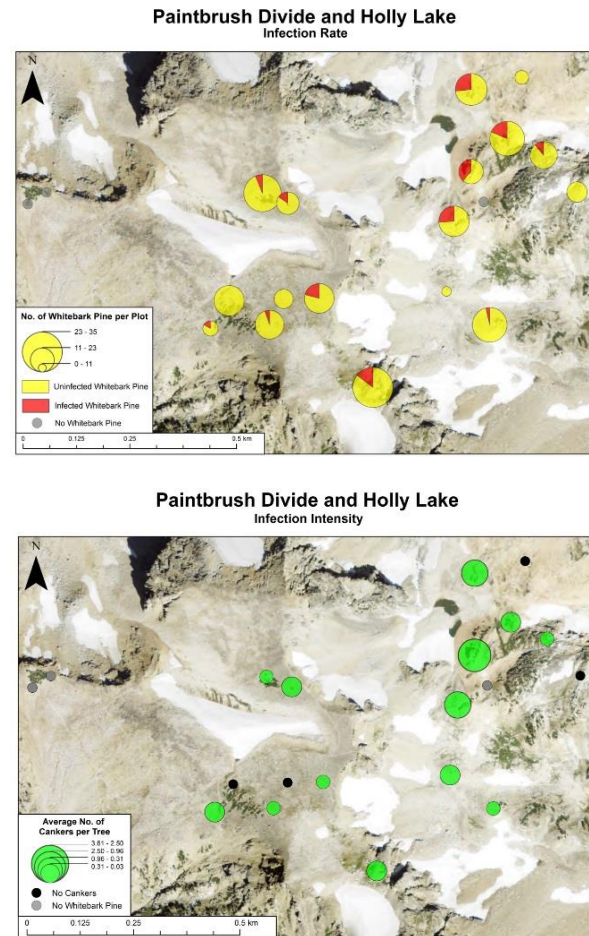 Paintbrush Divide and Holly Lake
Infection Rate
N
No. of Whitebark Pine per Plot
23 - 35
11 - 23
0 - 11
Uninfected Whitebark Pine
Infected Whitebark Pine
No Whitebark Pine
0 0.125 0.25 0.5 km
Paintbrush Divide and Holly Lake
Infection Intensity
N
Average No. of
Cankers per Tree
3.61 - 2.50
2.50 - 0.96
0.96 - 0.31
0.31 - 0.03
No Cankers
No Whitebark Pine
0 0.125 0.25 0.5 km